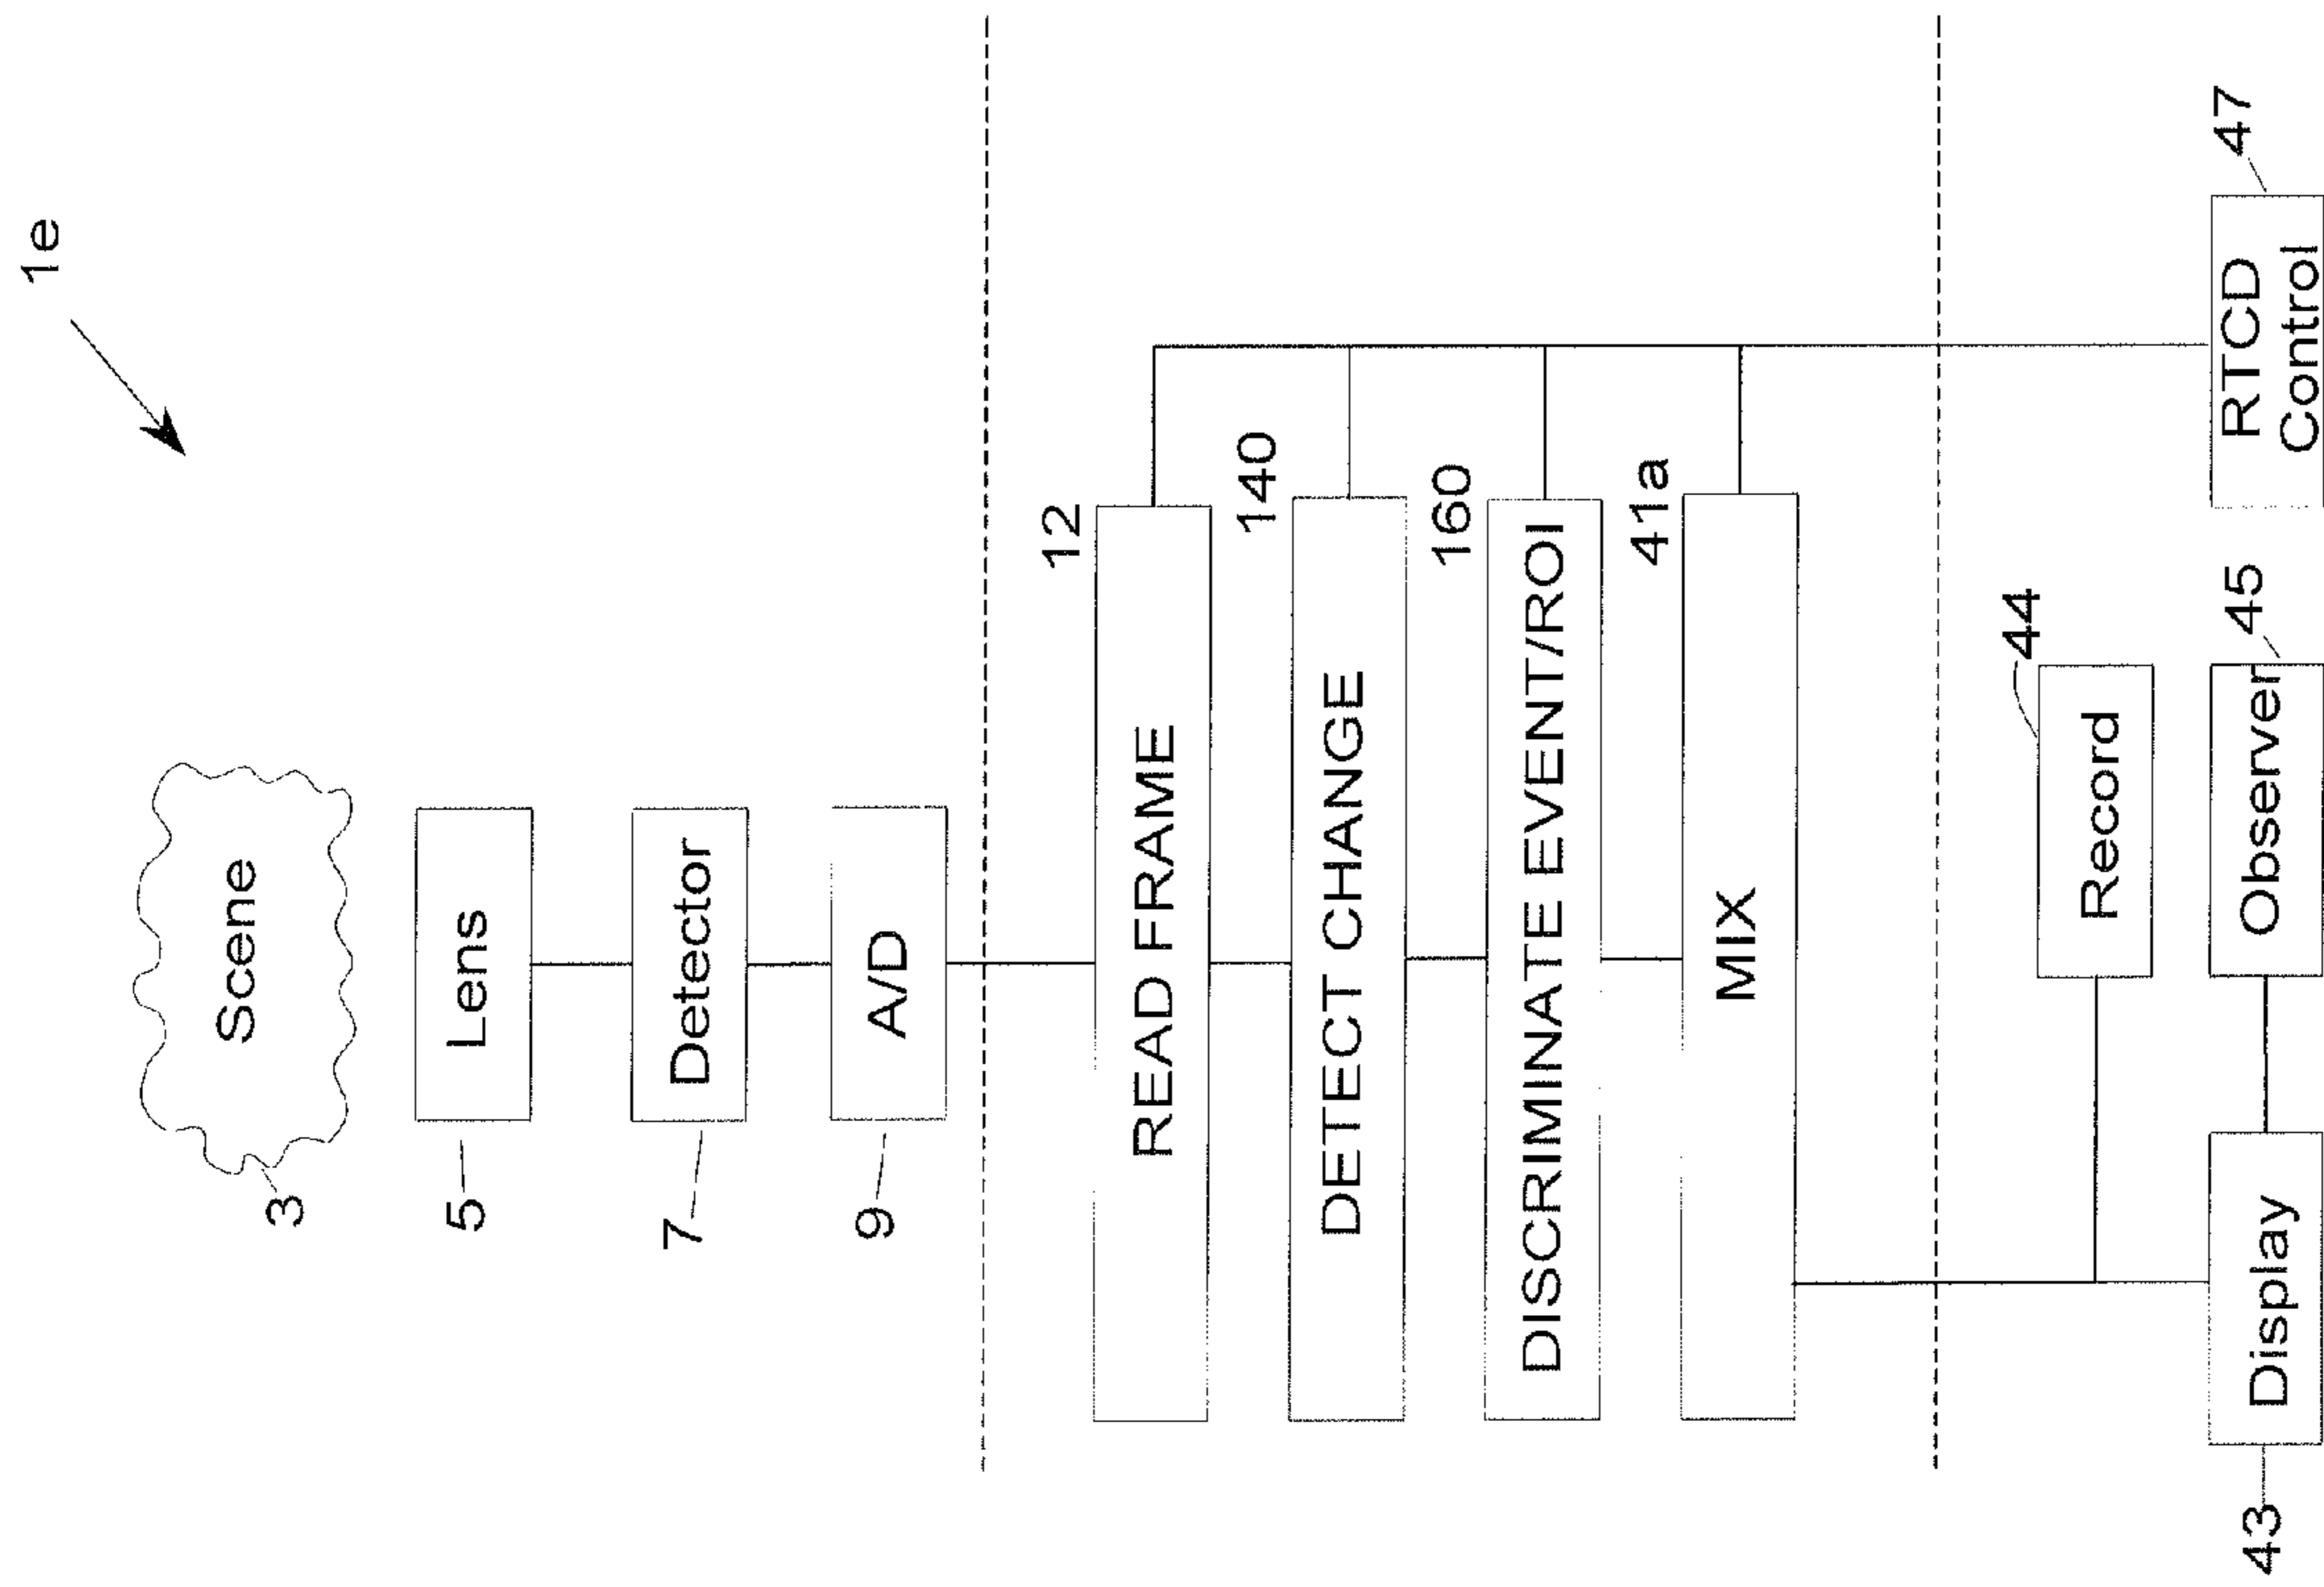 1e
Scene
3
Lens
5
Detector
7
A/D
9
READ FRAME
12
DETECT CHANGE
140
DISCRIMINATE EVENT/ROI
160
MIX
41a
Record
44
Display
43
Observer
45
RTCD
Control
47